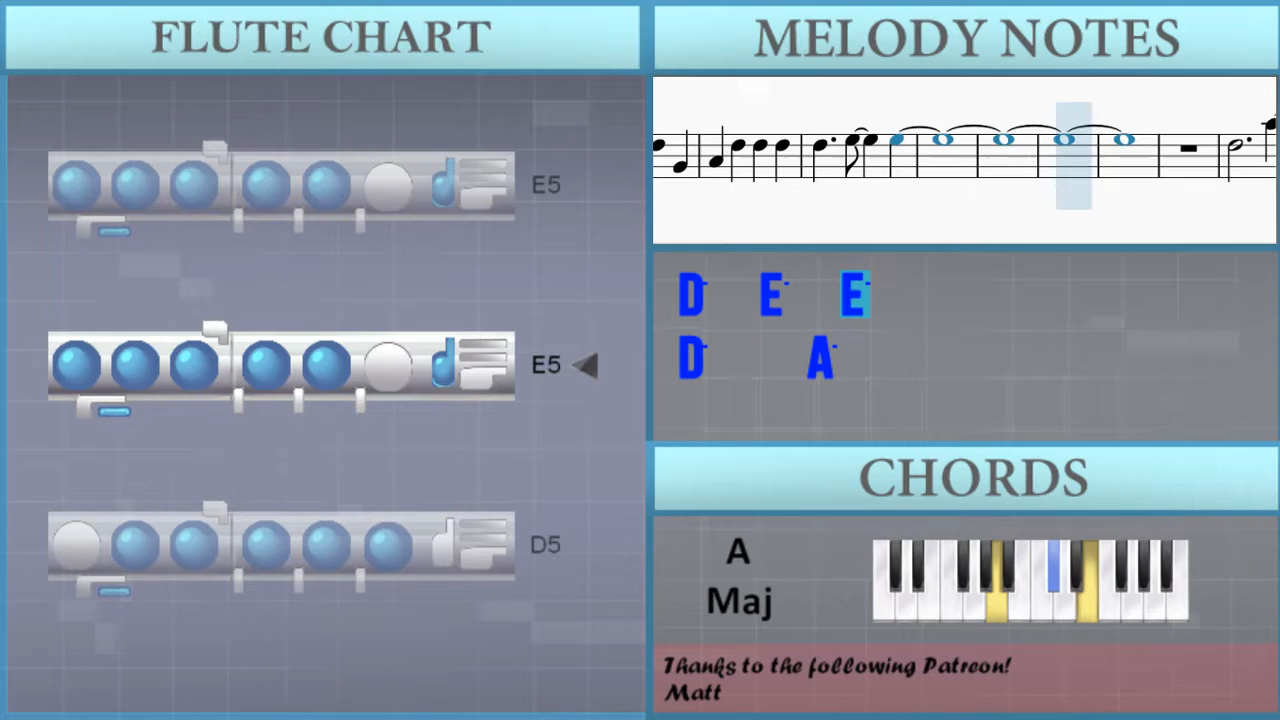 FLUTE CHART
E5
E5
D5
MELODY NOTES
D- E- E-
D- A-
CHORDS
A
Maj
Thanks to the following Patreon!
Matt